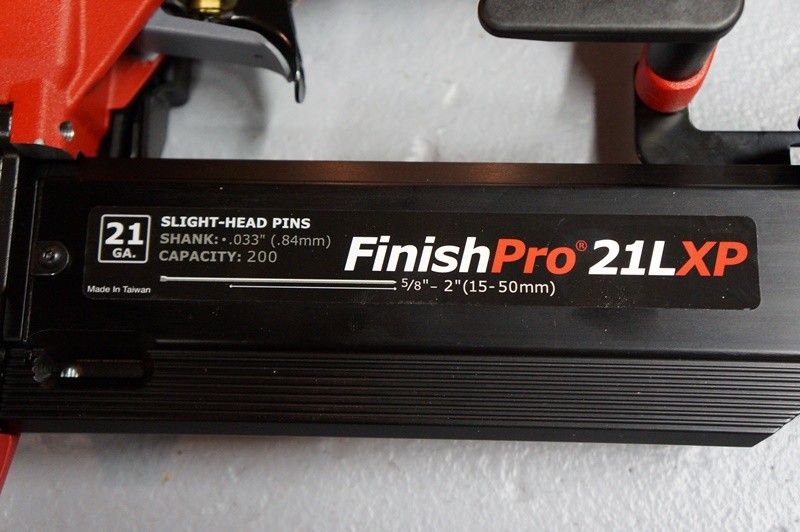 21
GA.
SLIGHT-HEAD PINS
SHANK: .033" (.84mm)
CAPACITY: 200
FinishPro® 21LXP
Made In Taiwan
5/8" - 2" (15-50mm)